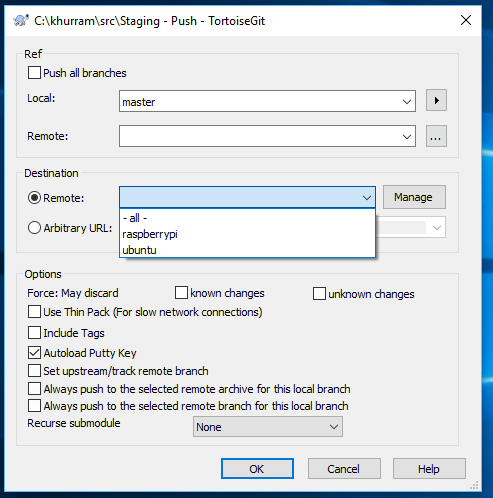 C:\khurram\src\Staging - Push - TortoiseGit
Ref
Push all branches
Local:
master
Remote:
...
Destination
Remote:
Manage
- all -
raspberrypi
ubuntu
Arbitrary URL:
Options
Force: May discard
known changes
unknown changes
Use Thin Pack (For slow network connections)
Include Tags
Autoload Putty Key
Set upstream/track remote branch
Always push to the selected remote archive for this local branch
Always push to the selected remote branch for this local branch
Recurse submodule
None
OK
Cancel
Help